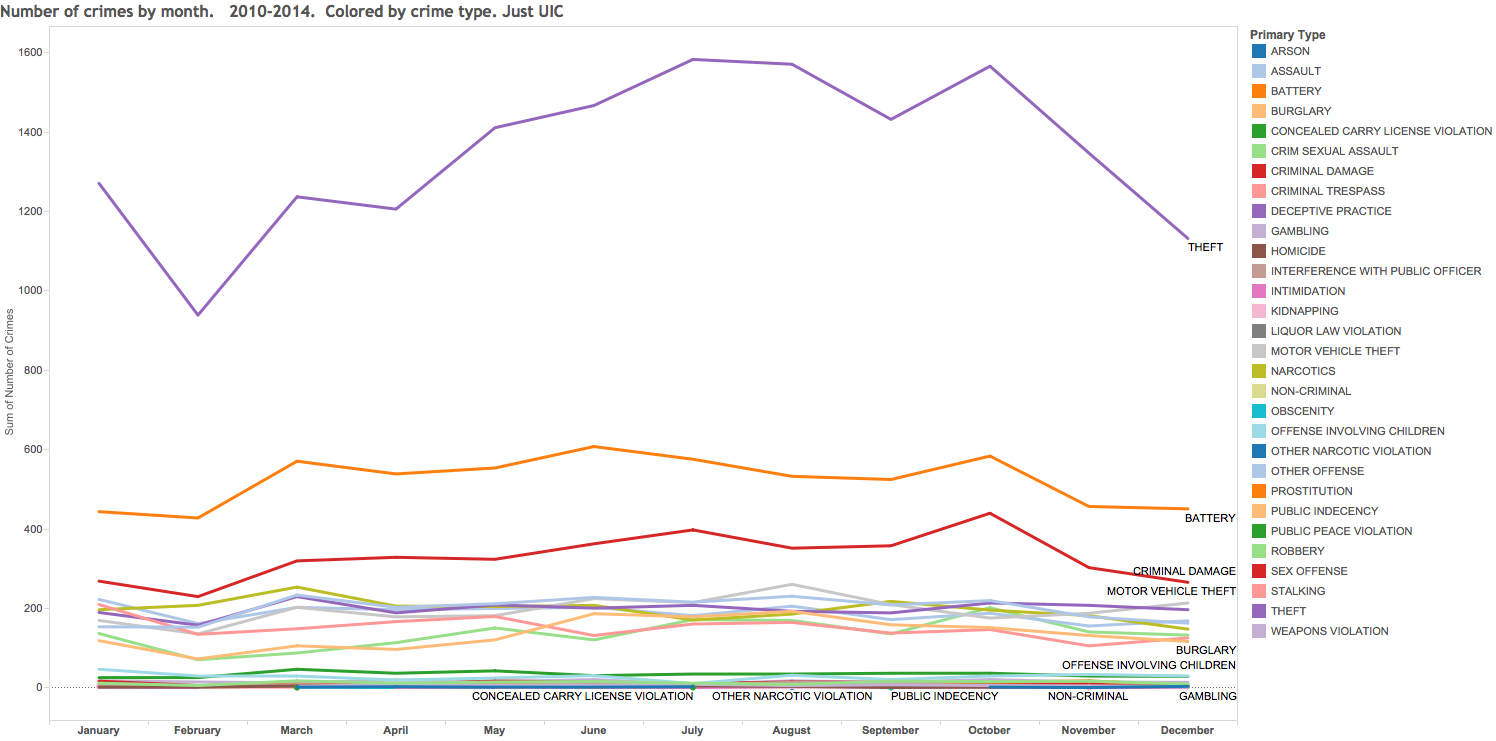 Number of crimes by month.   2010-2014.  Colored by crime type. Just UIC
Primary Type
ARSON
ASSAULT
BATTERY
BURGLARY
CONCEALED CARRY LICENSE VIOLATION
CRIM SEXUAL ASSAULT
CRIMINAL DAMAGE
CRIMINAL TRESPASS
DECEPTIVE PRACTICE
GAMBLING
HOMICIDE
INTERFERENCE WITH PUBLIC OFFICER
INTIMIDATION
KIDNAPPING
LIQUOR LAW VIOLATION
MOTOR VEHICLE THEFT
NARCOTICS
NON-CRIMINAL
OBSCENITY
OFFENSE INVOLVING CHILDREN
OTHER NARCOTIC VIOLATION
OTHER OFFENSE
PROSTITUTION
PUBLIC INDECENCY
PUBLIC PEACE VIOLATION
ROBBERY
SEX OFFENSE
STALKING
THEFT
WEAPONS VIOLATION
Sum of Number of Crimes
1600
1400
1200
1000
800
600
400
200
0
THEFT
BATTERY
CRIMINAL DAMAGE
MOTOR VEHICLE THEFT
BURGLARY
OFFENSE INVOLVING CHILDREN
CONCEALED CARRY LICENSE VIOLATION OTHER NARCOTIC VIOLATION PUBLIC INDECENCY NON-CRIMINAL GAMBLING
January February March April May June July August September October November December